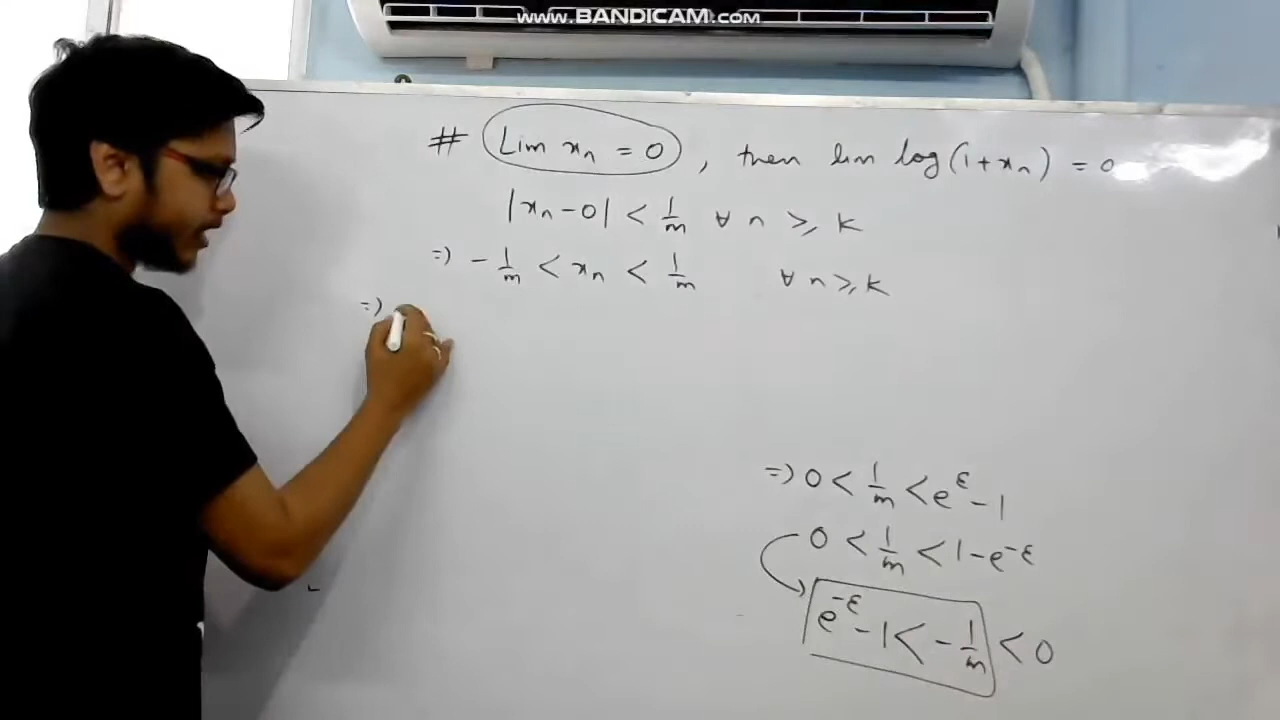 www.BANDICAM.com
# Lim xₙ = 0 , then lim log(1+xₙ) = 0
|xₙ-0| < 1/m ∀ n ≥ k
=) - 1/m < xₙ < 1/m ∀ n ≥ k
=)
=) 0 < 1/m < e^ε - 1
0 < 1/m < 1 - e^-ε
e^-ε - 1 < - 1/m < 0